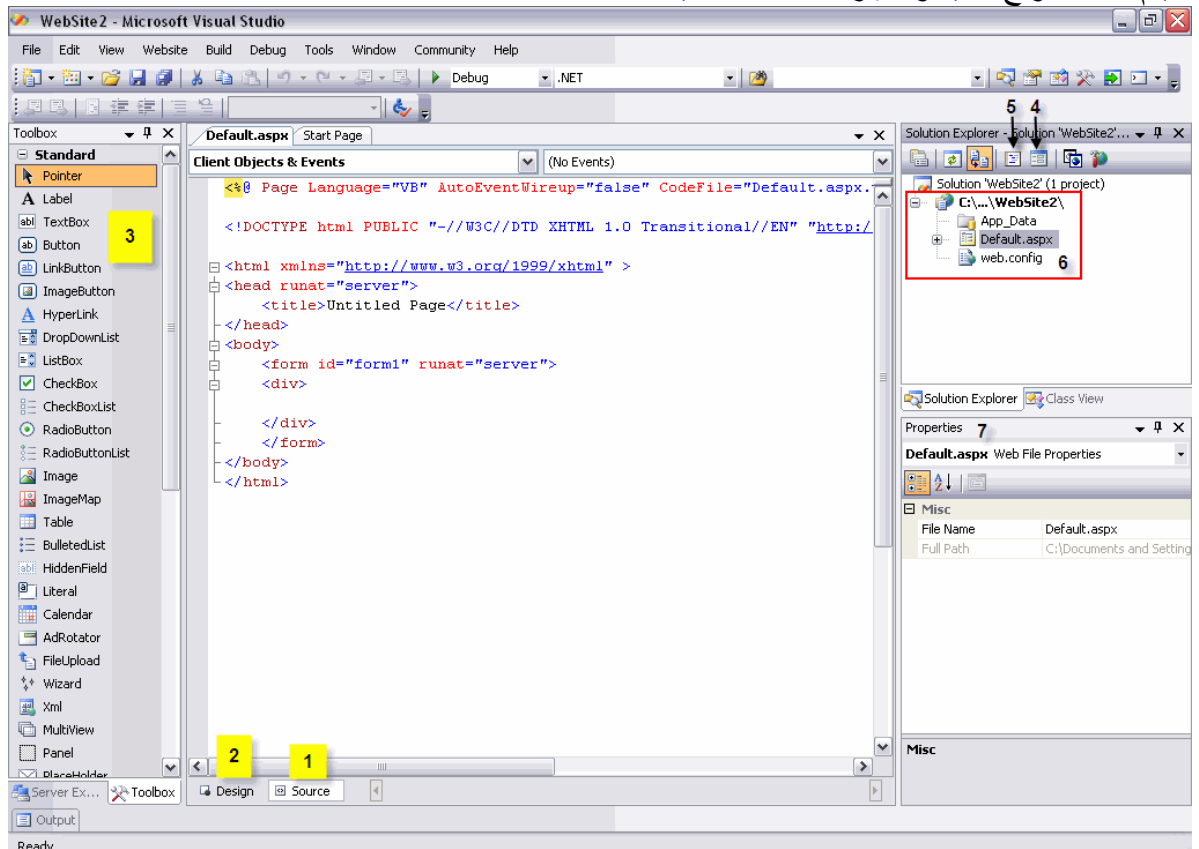 WebSite2 - Microsoft Visual Studio
File Edit View Website Build Debug Tools Window Community Help
Debug .NET
5 4
Toolbox
Standard
Pointer
A Label
abl TextBox
3
ab Button
ab LinkButton
ImageButton
A HyperLink
DropDownList
ListBox
CheckBox
CheckBoxList
RadioButton
RadioButtonList
Image
ImageMap
Table
BulletedList
abl HiddenField
Literal
Calendar
AdRotator
FileUpload
Wizard
Xml
MultiView
Panel
PlaceHolder
Server Ex... Toolbox
Default.aspx Start Page
Client Objects & Events (No Events)
<%@ Page Language="VB" AutoEventWireup="false" CodeFile="Default.aspx.
<!DOCTYPE html PUBLIC "-//W3C//DTD XHTML 1.0 Transitional//EN" "http:/
<html xmlns="http://www.w3.org/1999/xhtml" >
<head runat="server">
<title>Untitled Page</title>
</head>
<body>
<form id="form1" runat="server">
<div>
</div>
</form>
</body>
</html>
2 1
Design Source
Solution Explorer - Solution 'WebSite2'...
Solution 'WebSite2' (1 project)
C:\...\WebSite2\
App_Data
Default.aspx
web.config 6
Solution Explorer Class View
Properties 7
Default.aspx Web File Properties
Misc
File Name Default.aspx
Full Path C:\Documents and Setting
Misc
Output
Ready